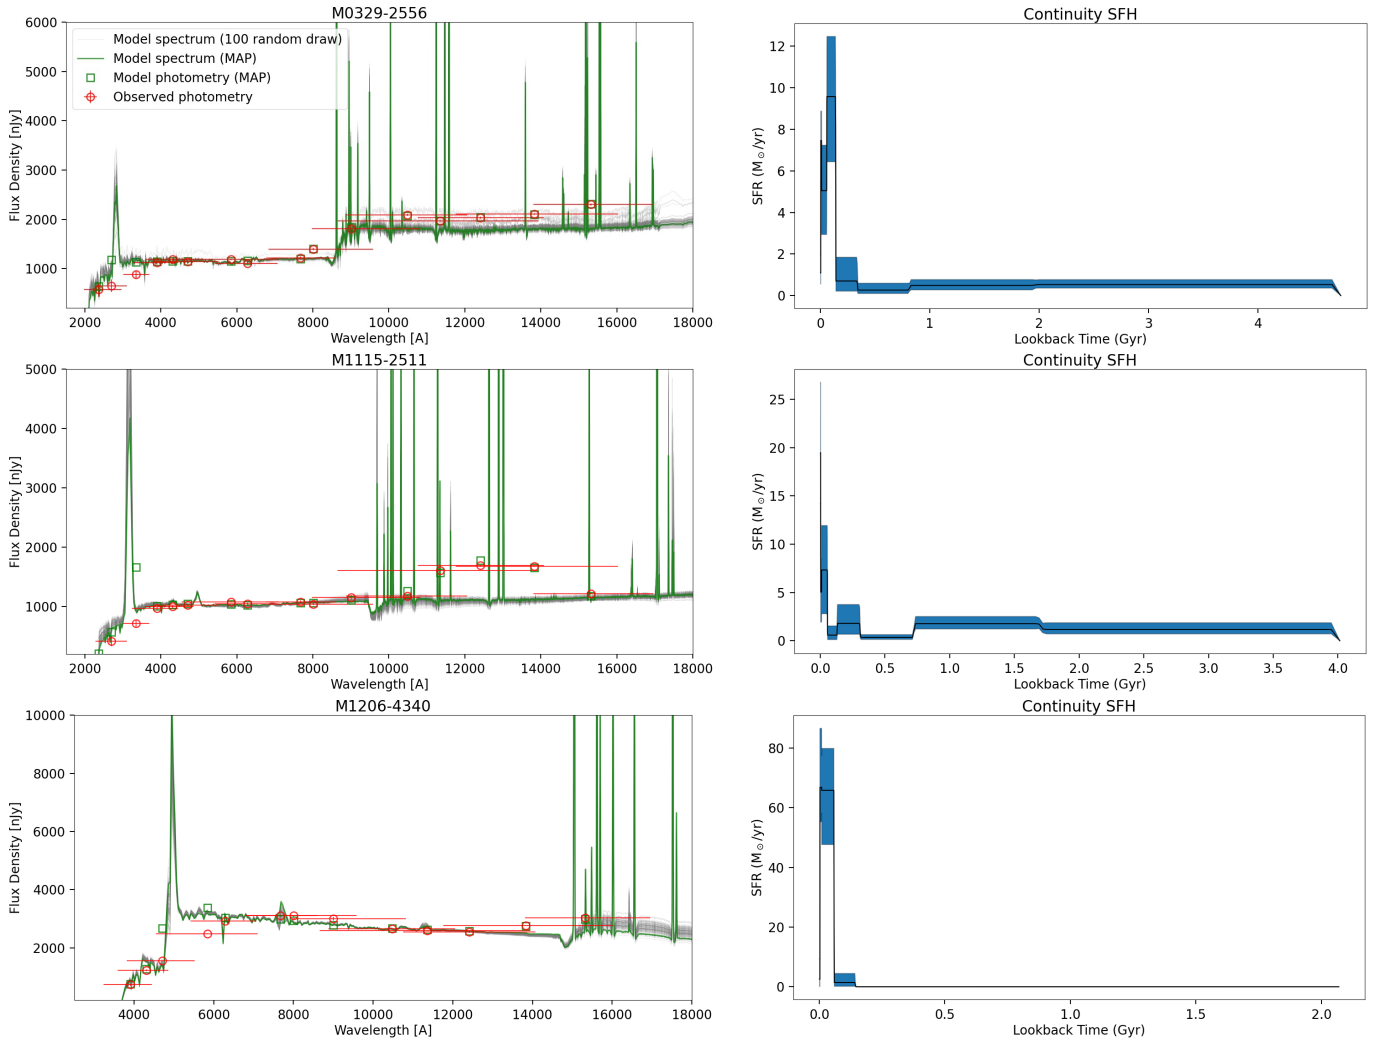 M0329-2556
Flux Density [nJy]
6000
5000
4000
3000
2000
1000
Model spectrum (100 random draw)
Model spectrum (MAP)
Model photometry (MAP)
Observed photometry
2000 4000 6000 8000 10000 12000 14000 16000 18000
Wavelength [A]
Continuity SFH
SFR (M☉/yr)
12
10
8
6
4
2
0
0 1 2 3 4
Lookback Time (Gyr)
M1115-2511
Flux Density [nJy]
5000
4000
3000
2000
1000
2000 4000 6000 8000 10000 12000 14000 16000 18000
Wavelength [A]
Continuity SFH
SFR (M☉/yr)
25
20
15
10
5
0
0.0 0.5 1.0 1.5 2.0 2.5 3.0 3.5 4.0
Lookback Time (Gyr)
M1206-4340
Flux Density [nJy]
10000
8000
6000
4000
2000
4000 6000 8000 10000 12000 14000 16000 18000
Wavelength [A]
Continuity SFH
SFR (M☉/yr)
80
60
40
20
0
0.0 0.5 1.0 1.5 2.0
Lookback Time (Gyr)